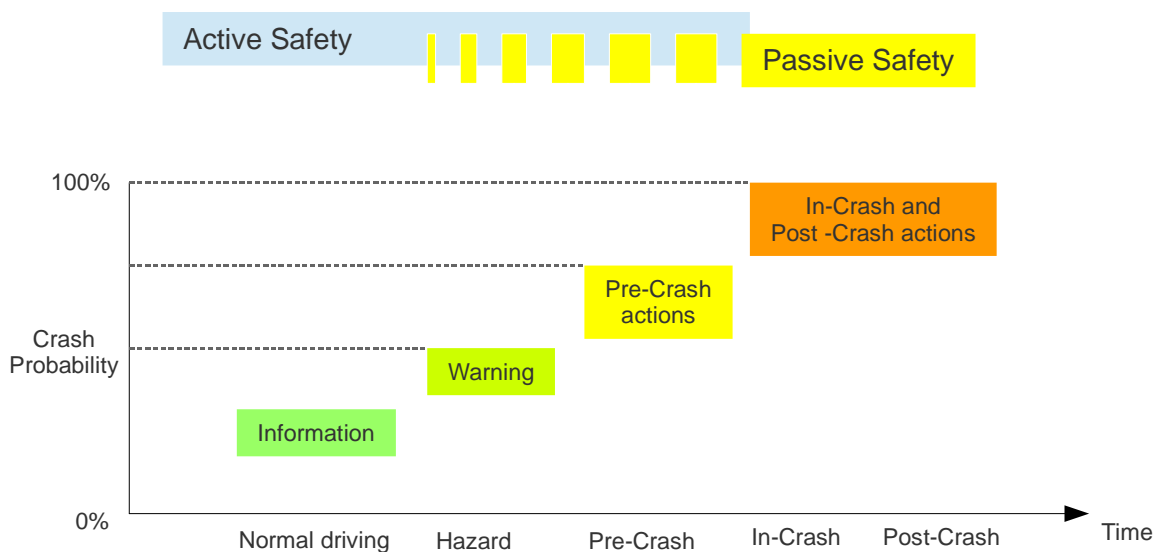 Active Safety
Passive Safety
100%
In-Crash and
Post -Crash actions
Pre-Crash
actions
Crash
Probability
Warning
Information
0%
Normal driving
Hazard
Pre-Crash
In-Crash
Post-Crash
Time